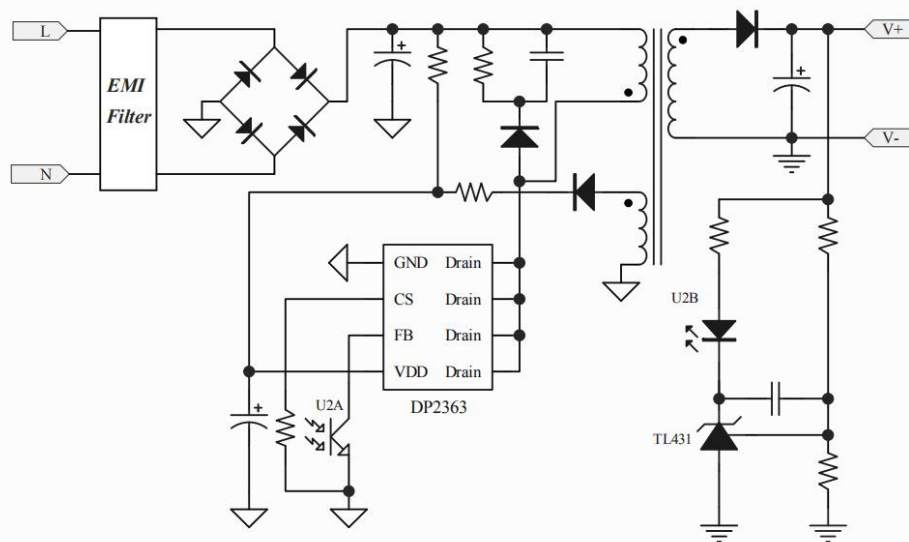 L
V+
EMI
Filter
V-
N
GND Drain
CS Drain
U2B
FB Drain
VDD Drain
U2A
DP2363
TL431